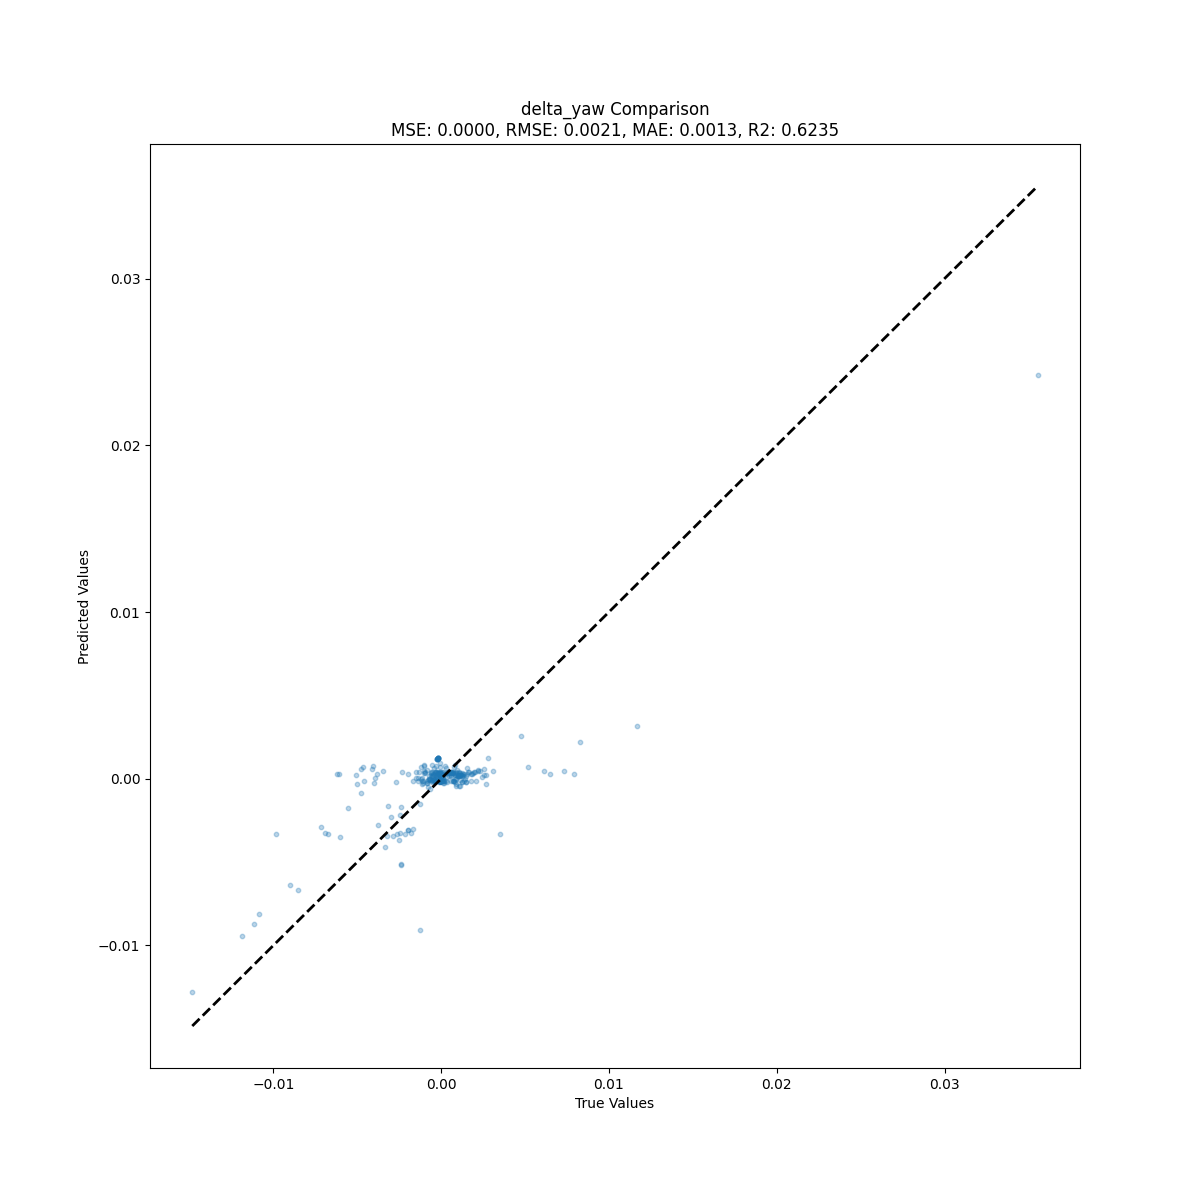 delta_yaw Comparison
MSE: 0.0000, RMSE: 0.0021, MAE: 0.0013, R2: 0.6235
0.03
0.02
0.01
0.00
−0.01
Predicted Values
−0.01 0.00 0.01 0.02 0.03
True Values